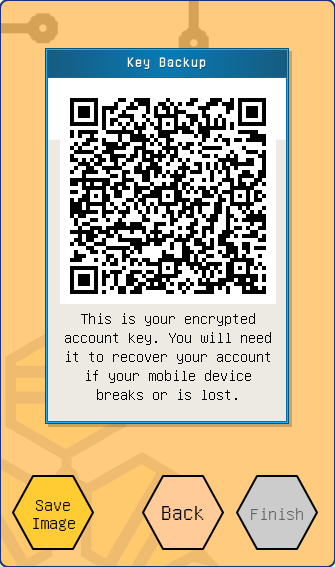 Key Backup
This is your encrypted
account key. You will need
it to recover your account
if your mobile device
breaks or is lost.
Save
Image
Back
Finish